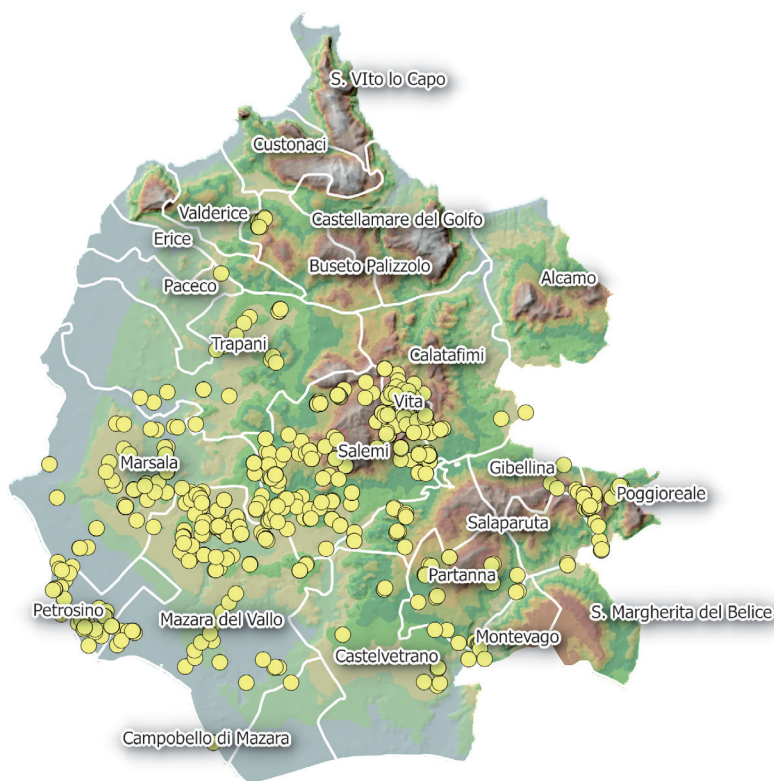 S. VIto lo Capo
Custonaci
Valderice
Castellamare del Golfo
Erice
Buseto Palizzolo
Paceco
Alcamo
Trapani
Calatafimi
Vita
Salemi
Marsala
Gibellina
Poggioreale
Salaparuta
Partanna
Petrosino
Mazara del Vallo
S. Margherita del Belice
Montevago
Castelvetrano
Campobello di Mazara